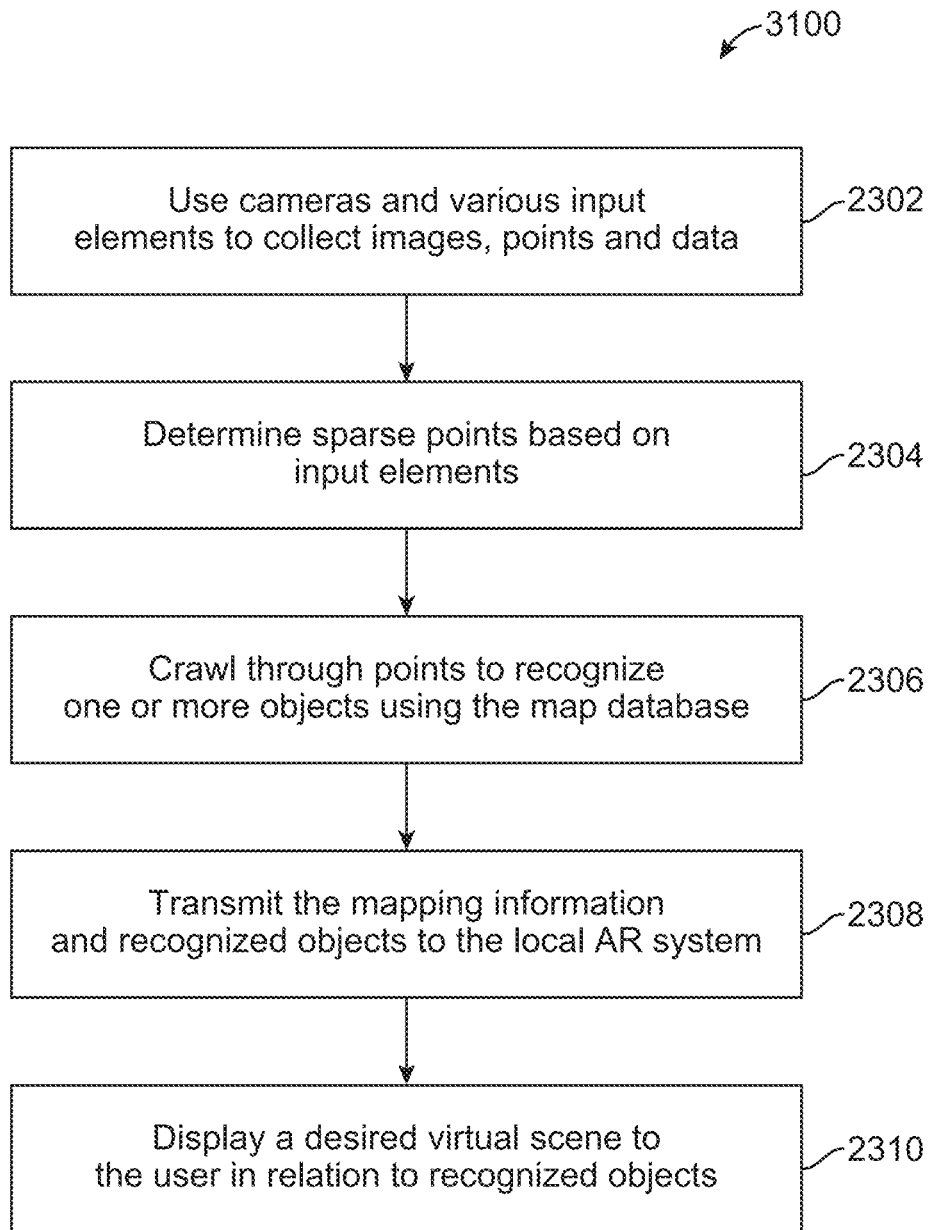 3100
Use cameras and various input
elements to collect images, points and data
2302
Determine sparse points based on
input elements
2304
Crawl through points to recognize
one or more objects using the map database
2306
Transmit the mapping information
and recognized objects to the local AR system
2308
Display a desired virtual scene to
the user in relation to recognized objects
2310